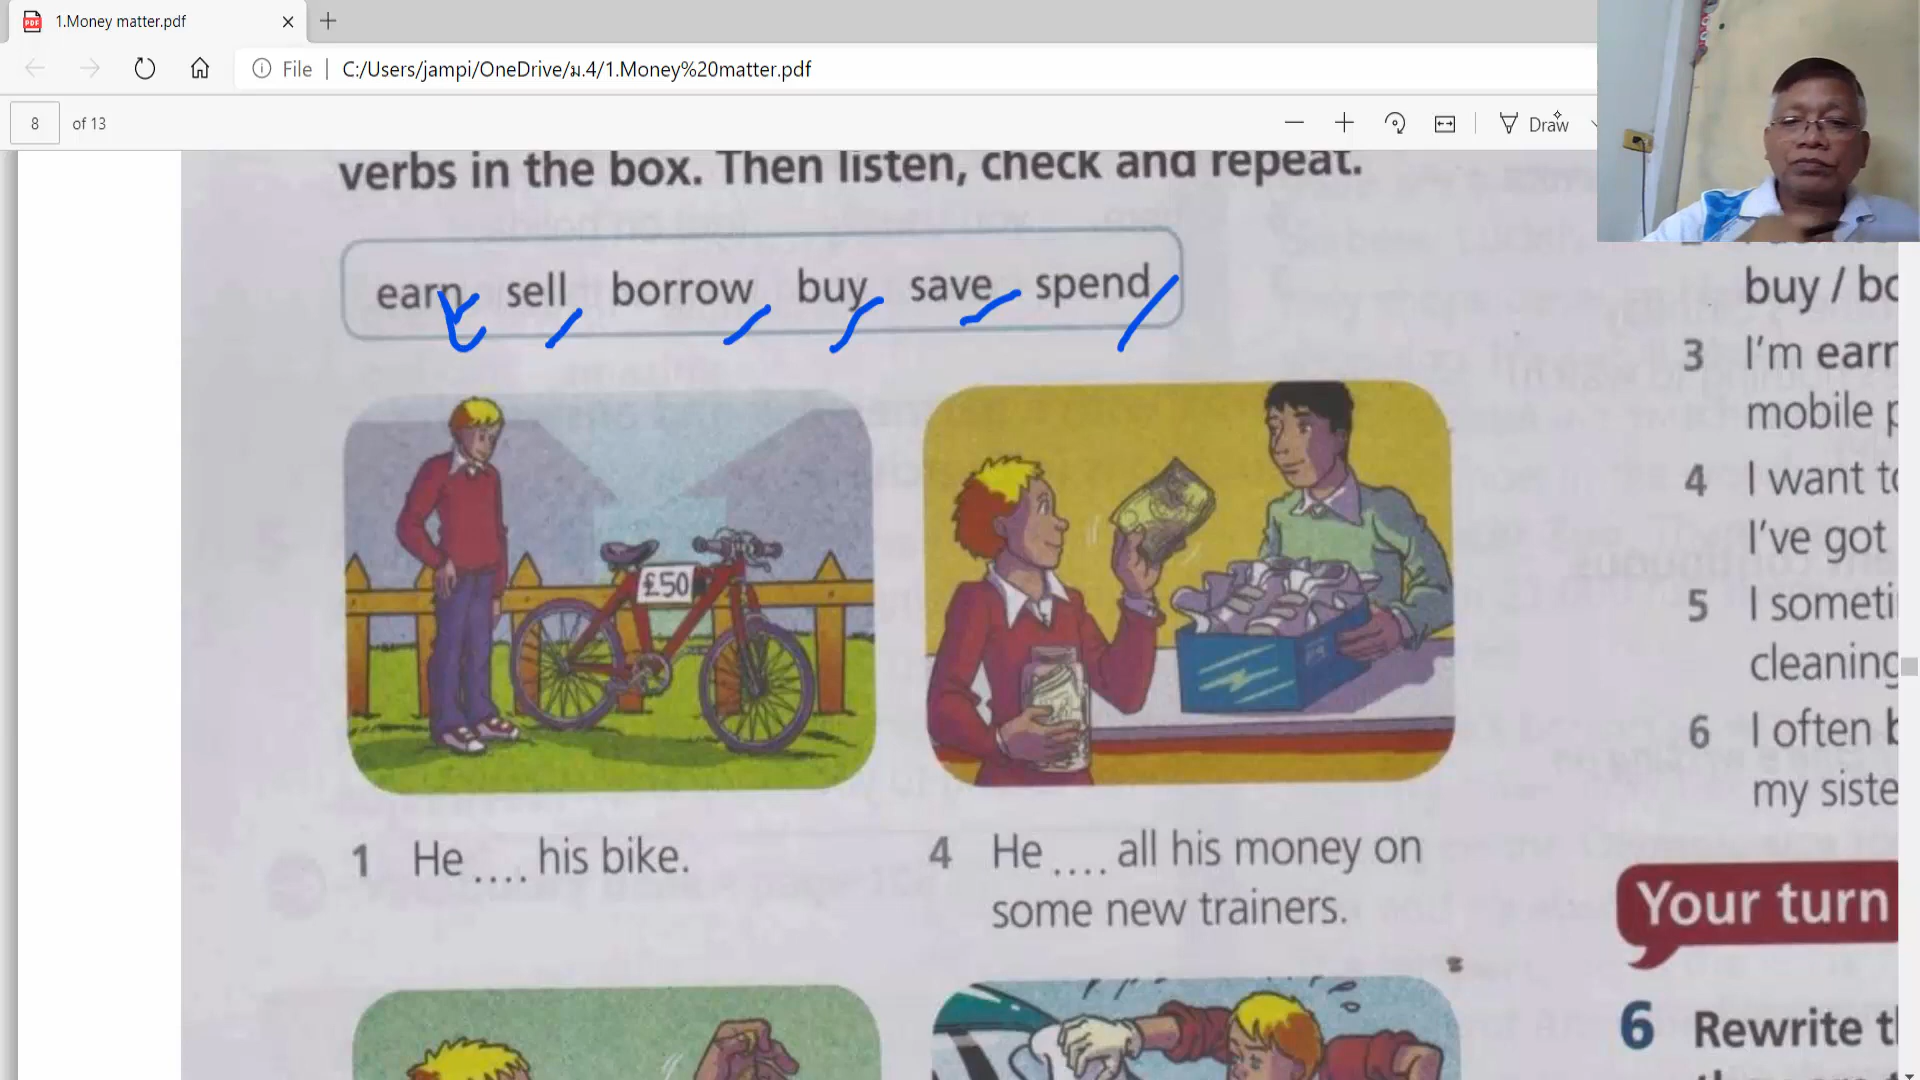 1.Money matter.pdf
File | C:/Users/jampi/OneDrive/ม.4/1.Money%20matter.pdf
8 of 13
Draw
verbs in the box. Then listen, check and repeat.
earn sell borrow buy save spend
£50
1 He .... his bike.
4 He .... all his money on
some new trainers.
buy / bo
3 I'm earn
mobile p
4 I want to
I've got
5 I someti
cleaning
6 I often b
my siste
Your turn
6 Rewrite th